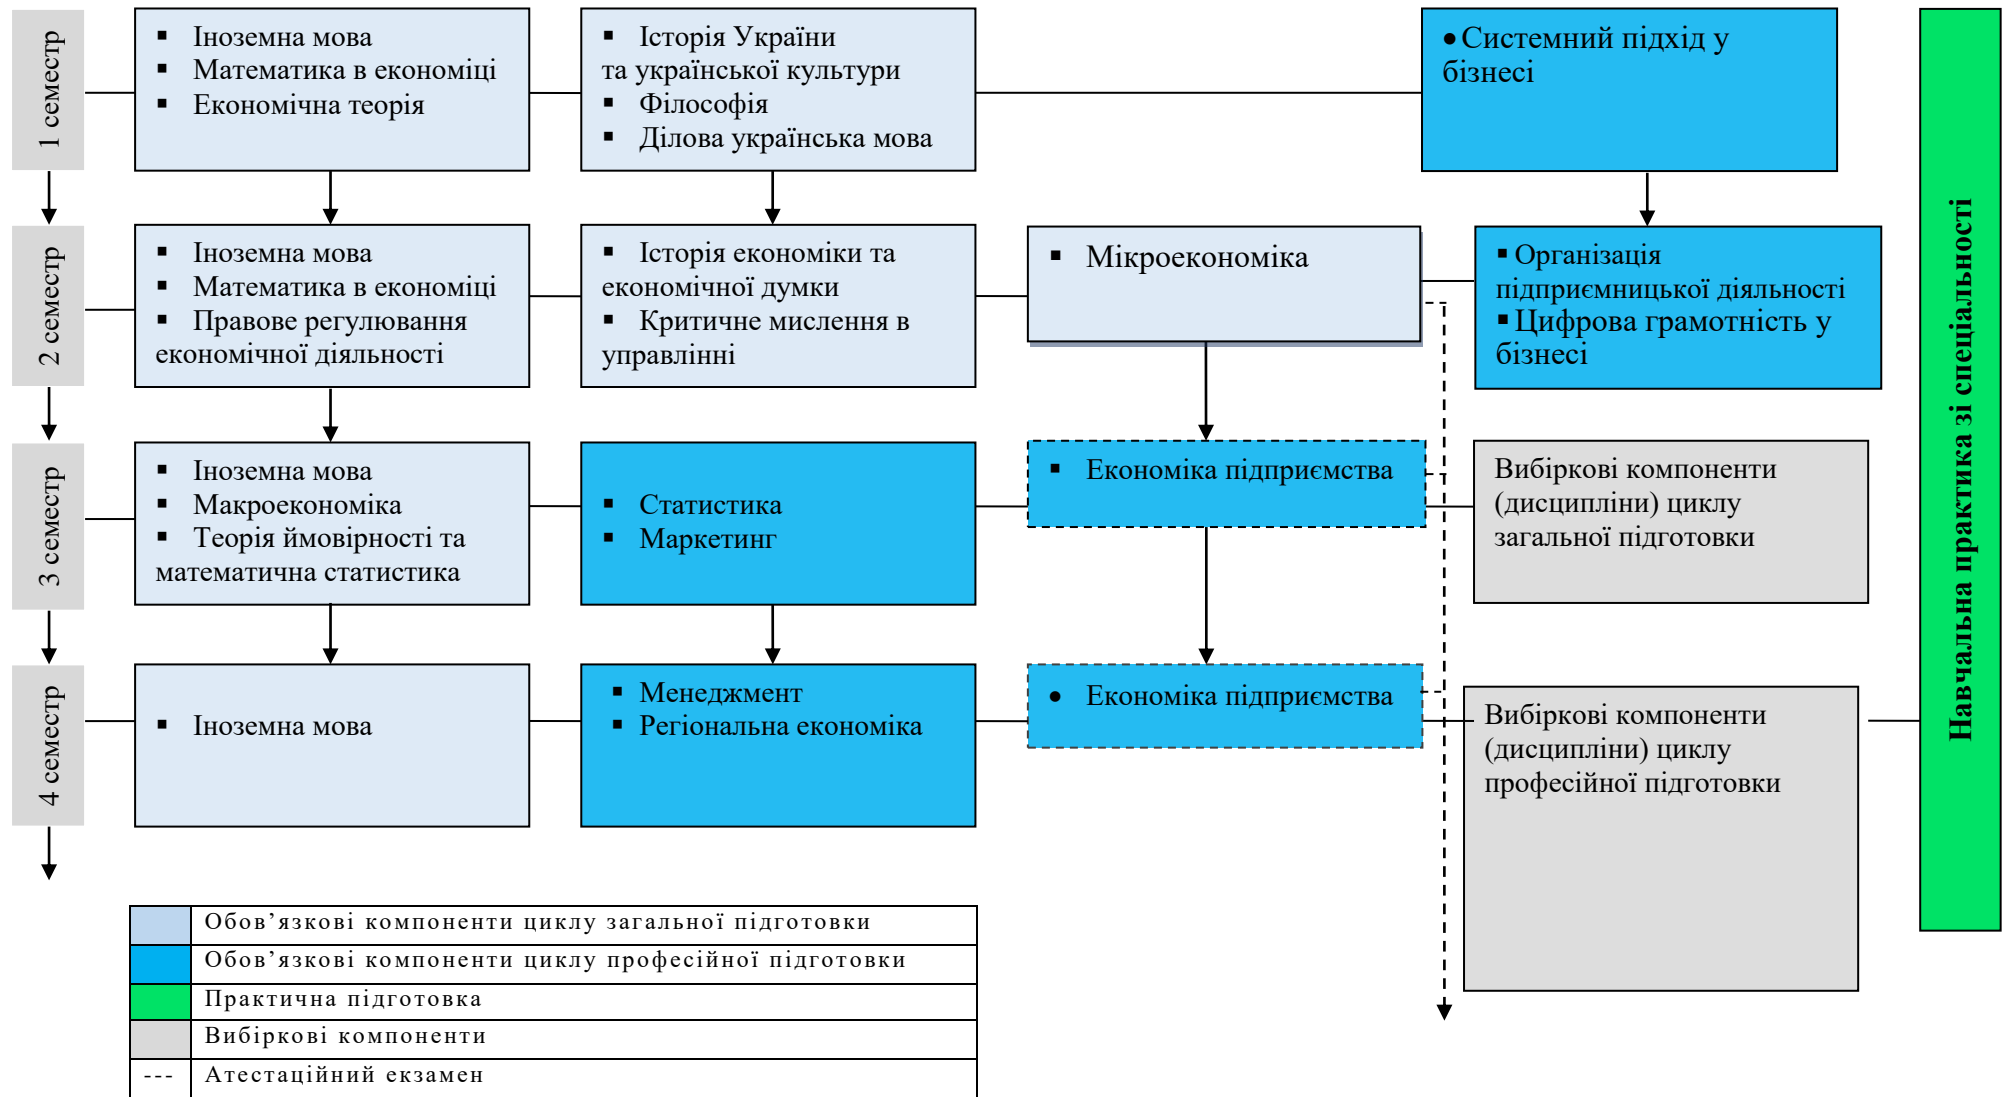 1 семестр
▪ Іноземна мова
▪ Математика в економіці
▪ Економічна теорія
▪ Історія України
та української культури
▪ Філософія
▪ Ділова українська мова
• Системний підхід у
бізнесі
2 семестр
▪ Іноземна мова
▪ Математика в економіці
▪ Правове регулювання
економічної діяльності
▪ Історія економіки та
економічної думки
▪ Критичне мислення в
управлінні
▪ Мікроекономіка
▪ Організація
підприємницької діяльності
▪ Цифрова грамотність у
бізнесі
3 семестр
▪ Іноземна мова
▪ Макроекономіка
▪ Теорія ймовірності та
математична статистика
▪ Статистика
▪ Маркетинг
▪ Економіка підприємства
Вибіркові компоненти
(дисципліни) циклу
загальної підготовки
4 семестр
▪ Іноземна мова
▪ Менеджмент
▪ Регіональна економіка
• Економіка підприємства
Вибіркові компоненти
(дисципліни) циклу
професійної підготовки
Навчальна практика зі спеціальності
Обов’язкові компоненти циклу загальної підготовки
Обов’язкові компоненти циклу професійної підготовки
Практична підготовка
Вибіркові компоненти
--- Атестаційний екзамен